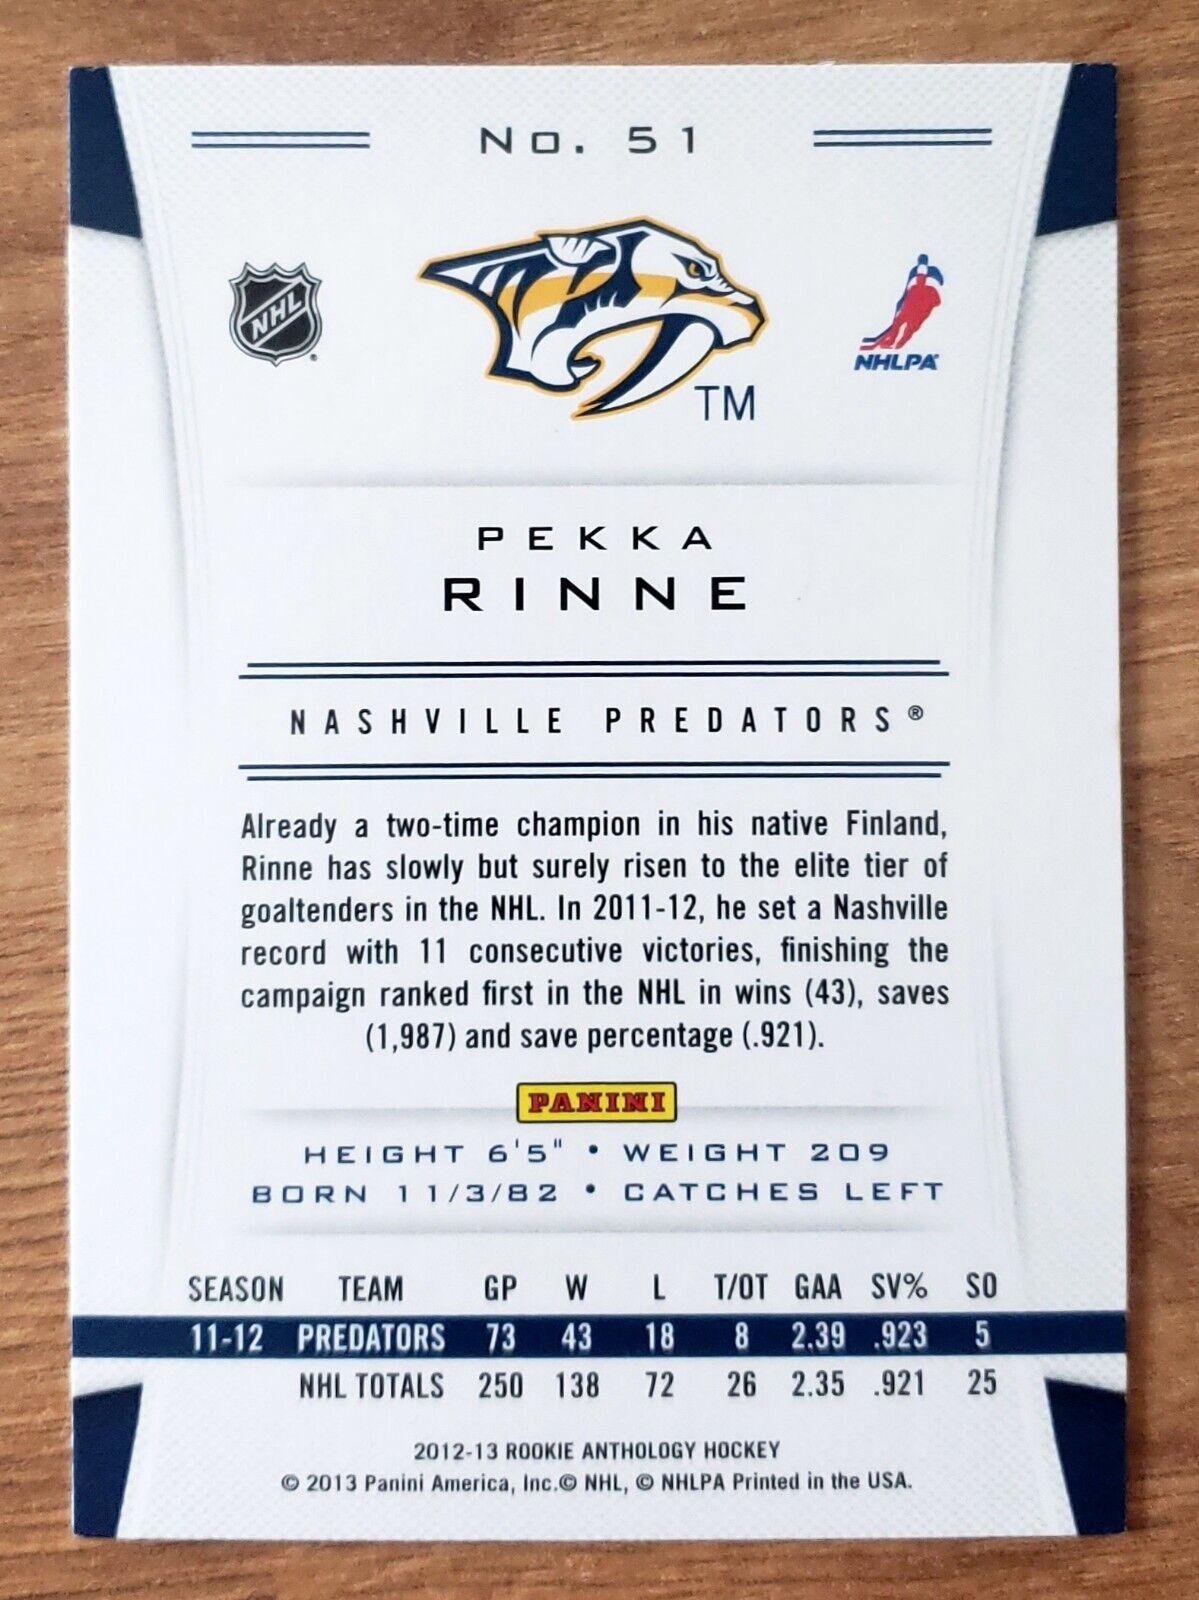 No. 51
NHL
NHLPA
TM
PEKKA
RINNE
NASHVILLE PREDATORS®
Already a two-time champion in his native Finland,
Rinne has slowly but surely risen to the elite tier of
goaltenders in the NHL. In 2011-12, he set a Nashville
record with 11 consecutive victories, finishing the
campaign ranked first in the NHL in wins (43), saves
(1,987) and save percentage (.921).
PANINI
HEIGHT 6'5" • WEIGHT 209
BORN 11/3/82 • CATCHES LEFT
SEASON TEAM GP W L T/OT GAA SV% SO
11-12 PREDATORS 73 43 18 8 2.39 .923 5
NHL TOTALS 250 138 72 26 2.35 .921 25
2012-13 ROOKIE ANTHOLOGY HOCKEY
© 2013 Panini America, Inc.© NHL, © NHLPA Printed in the USA.